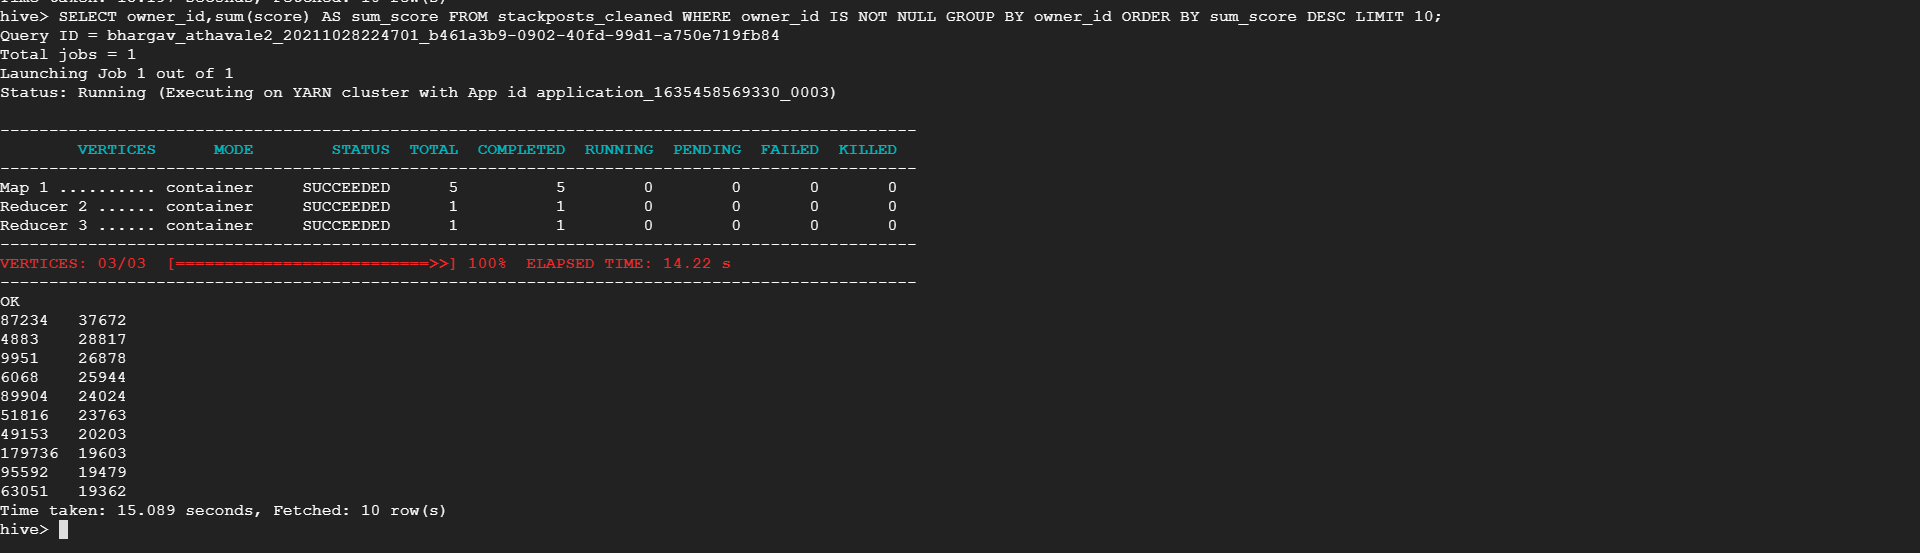 hive> SELECT owner_id,sum(score) AS sum_score FROM stackposts_cleaned WHERE owner_id IS NOT NULL GROUP BY owner_id ORDER BY sum_score DESC LIMIT 10;
Query ID = bhargav_athavale2_20211028224701_b461a3b9-0902-40fd-99d1-a750e719fb84
Total jobs = 1
Launching Job 1 out of 1
Status: Running (Executing on YARN cluster with App id application_1635458569330_0003)
----------------------------------------------------------------------------------------------
        VERTICES      MODE        STATUS  TOTAL  COMPLETED  RUNNING  PENDING  FAILED  KILLED
----------------------------------------------------------------------------------------------
Map 1 .......... container     SUCCEEDED      5          5        0        0       0       0
Reducer 2 ...... container     SUCCEEDED      1          1        0        0       0       0
Reducer 3 ...... container     SUCCEEDED      1          1        0        0       0       0
----------------------------------------------------------------------------------------------
VERTICES: 03/03  [==========================>>] 100%  ELAPSED TIME: 14.22 s
----------------------------------------------------------------------------------------------
OK
87234   37672
4883    28817
9951    26878
6068    25944
89904   24024
51816   23763
49153   20203
179736  19603
95592   19479
63051   19362
Time taken: 15.089 seconds, Fetched: 10 row(s)
hive>